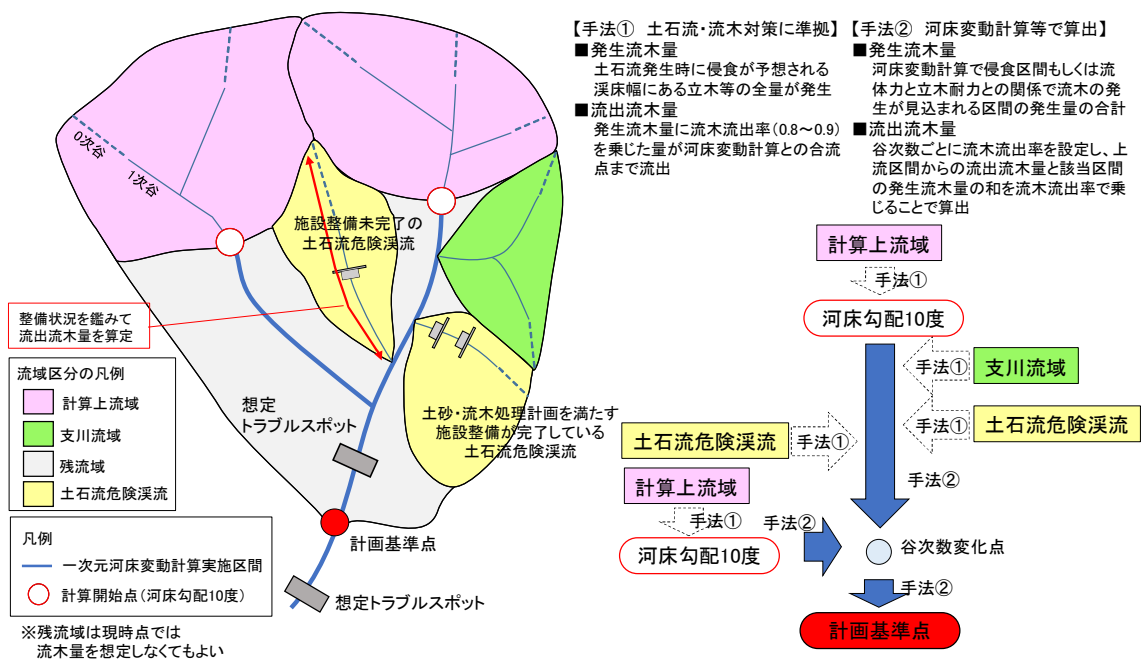 0次谷
1次谷
施設整備未完了の
土石流危険渓流
整備状況を鑑みて
流出流木量を算定
流域区分の凡例
計算上流域
支川流域
残流域
土石流危険渓流
想定
トラブルスポット
土砂・流木処理計画を満たす
施設整備が完了している
土石流危険渓流
凡例
一次元河床変動計算実施区間
計算開始点(河床勾配10度)
計画基準点
想定トラブルスポット
※残流域は現時点では
流木量を想定しなくてもよい
【手法① 土石流・流木対策に準拠】
■発生流木量
土石流発生時に侵食が予想される
渓床幅にある立木等の全量が発生
■流出流木量
発生流木量に流木流出率(0.8～0.9)
を乗じた量が河床変動計算との合流
点まで流出
【手法② 河床変動計算等で算出】
■発生流木量
河床変動計算で侵食区間もしくは流
体力と立木耐力との関係で流木の発
生が見込まれる区間の発生量の合計
■流出流木量
谷次数ごとに流木流出率を設定し、上
流区間からの流出流木量と該当区間
の発生流木量の和を流木流出率で乗
じることで算出
計算上流域
手法①
河床勾配10度
手法①
支川流域
手法①
土石流危険渓流
土石流危険渓流
手法①
計算上流域
手法②
手法①
手法②
河床勾配10度
谷次数変化点
手法②
計画基準点